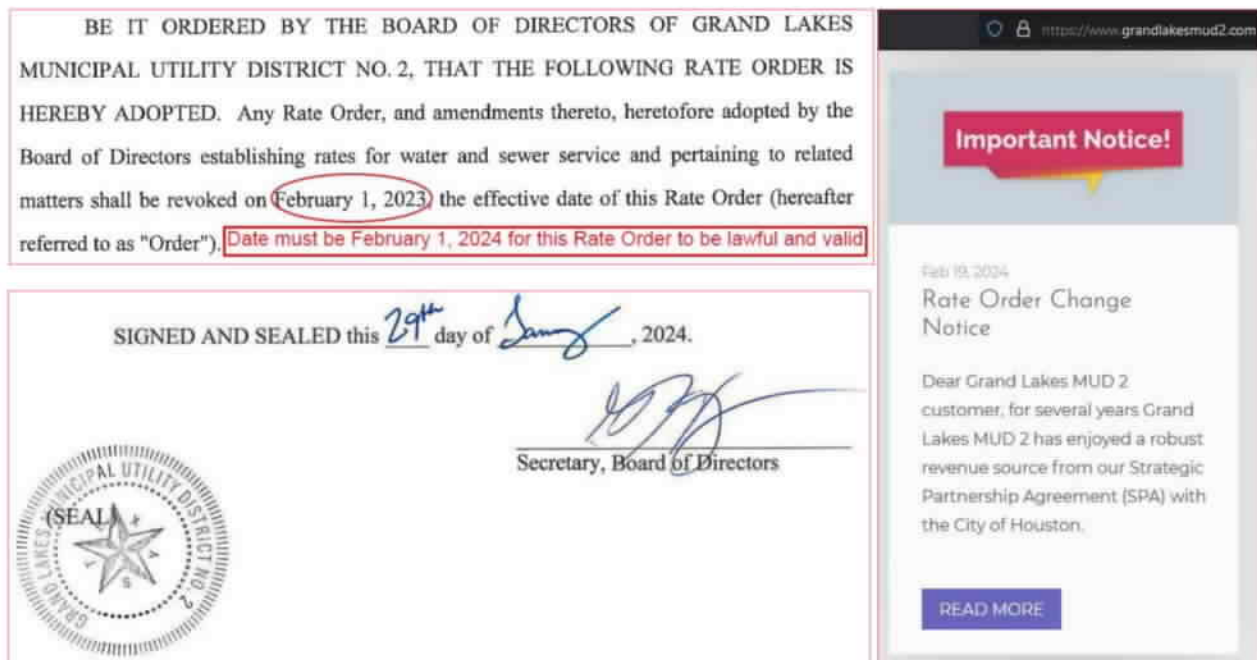 BE IT ORDERED BY THE BOARD OF DIRECTORS OF GRAND LAKES
MUNICIPAL UTILITY DISTRICT NO. 2, THAT THE FOLLOWING RATE ORDER IS
HEREBY ADOPTED. Any Rate Order, and amendments thereto, heretofore adopted by the
Board of Directors establishing rates for water and sewer service and pertaining to related
matters shall be revoked on February 1, 2023, the effective date of this Rate Order (hereafter
referred to as "Order"). Date must be February 1, 2024 for this Rate Order to be lawful and valid
SIGNED AND SEALED this 29th day of January, 2024.
Secretary, Board of Directors
(SEAL)
GRAND LAKES MUNICIPAL UTILITY DISTRICT NO. 2
TEXAS
https://www.grandlakesmud2.com
Important Notice!
Feb 19, 2024
Rate Order Change
Notice
Dear Grand Lakes MUD 2
customer, for several years Grand
Lakes MUD 2 has enjoyed a robust
revenue source from our Strategic
Partnership Agreement (SPA) with
the City of Houston.
READ MORE